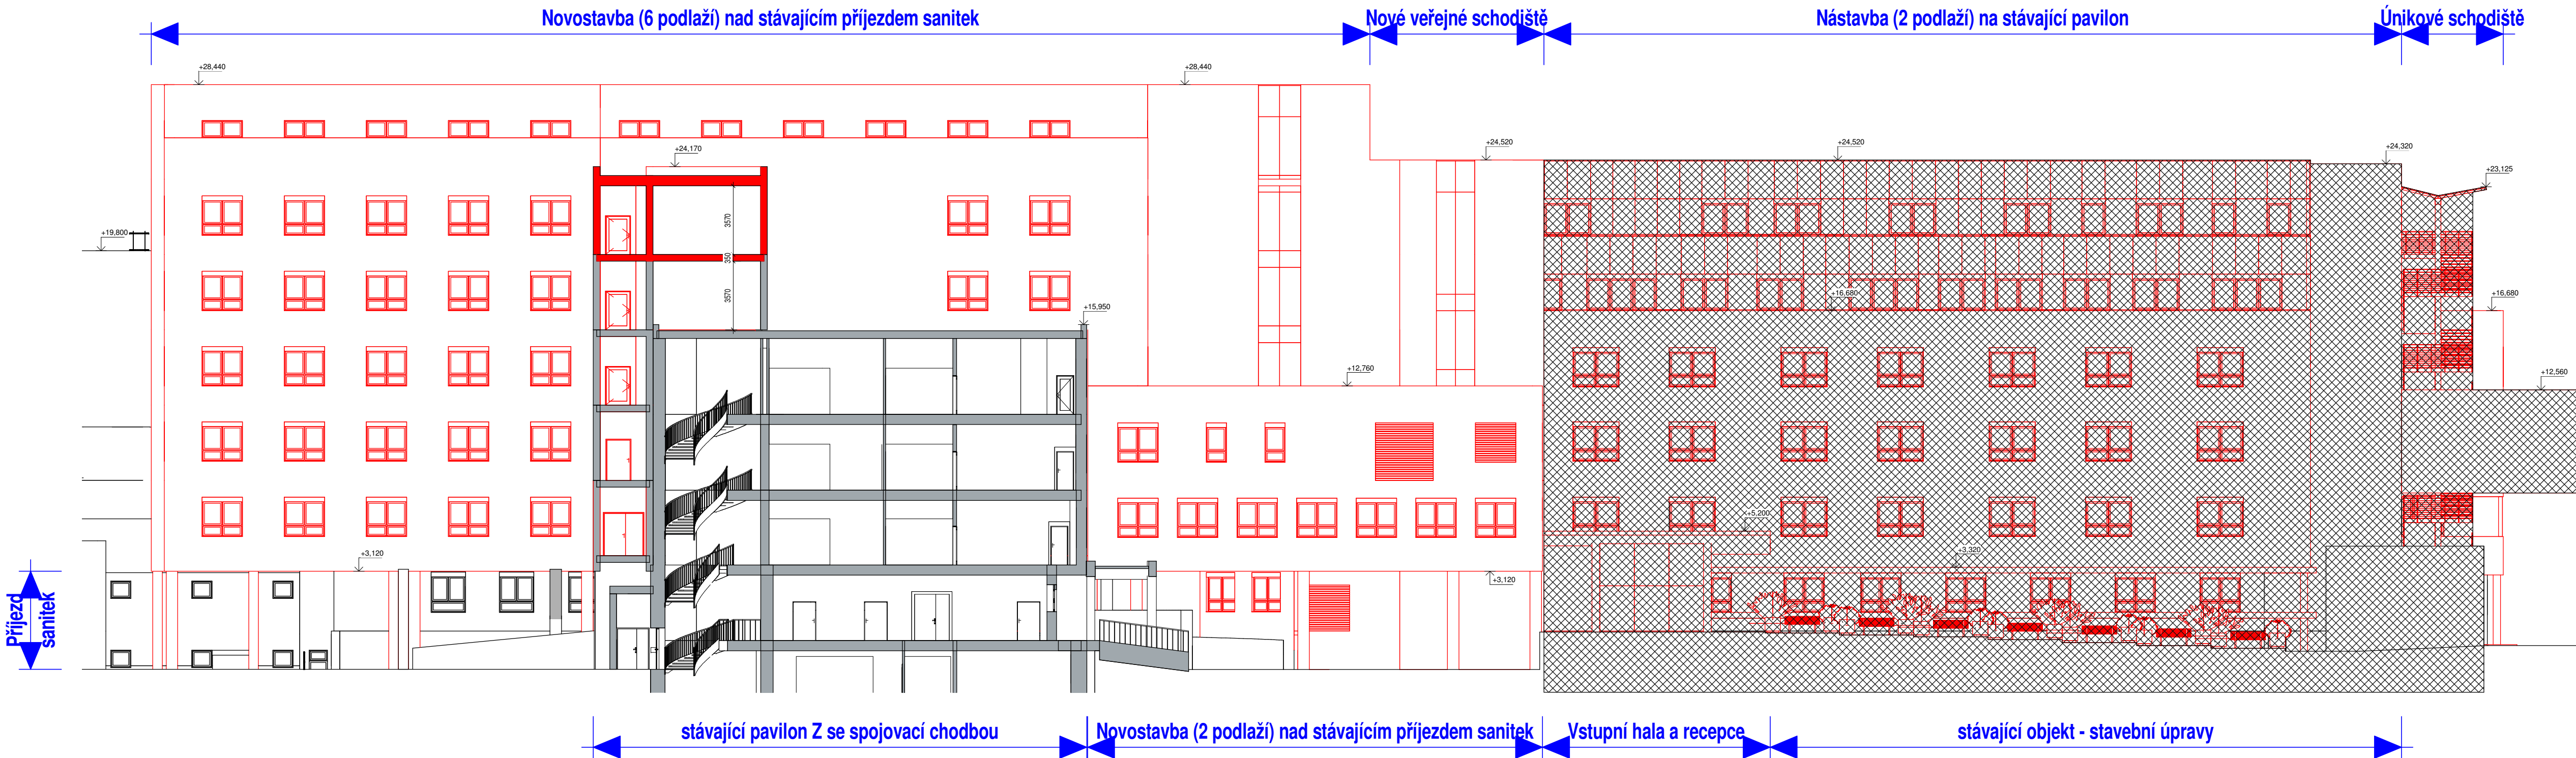 Novostavba (6 podlaží) nad stávajícím příjezdem sanitek
Nové veřejné schodiště
Nástavba (2 podlaží) na stávající pavilon
Únikové schodiště
+28,440
+28,440
+24,170
+24,520
+24,520
+24,320
+23,125
+19,800
3570
350
3570
+15,950
+16,680
+16,680
+12,760
+12,560
+5,200
+3,120
+3,320
+3,120
Příjezd
sanitek
stávající pavilon Z se spojovací chodbou
Novostavba (2 podlaží) nad stávajícím příjezdem sanitek
Vstupní hala a recepce
stávající objekt - stavební úpravy